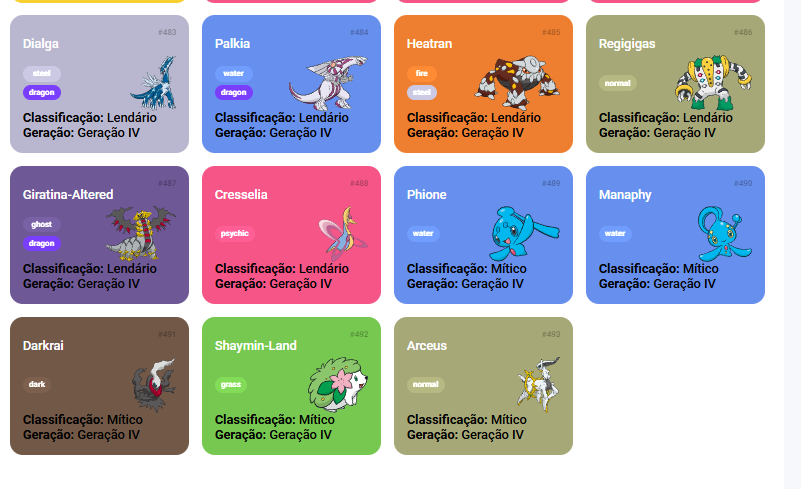 #483
Dialga
steel
dragon
Classificação: Lendário
Geração: Geração IV
#484
Palkia
water
dragon
Classificação: Lendário
Geração: Geração IV
#485
Heatran
fire
steel
Classificação: Lendário
Geração: Geração IV
#486
Regigigas
normal
Classificação: Lendário
Geração: Geração IV
#487
Giratina-Altered
ghost
dragon
Classificação: Lendário
Geração: Geração IV
#488
Cresselia
psychic
Classificação: Lendário
Geração: Geração IV
#489
Phione
water
Classificação: Mítico
Geração: Geração IV
#490
Manaphy
water
Classificação: Mítico
Geração: Geração IV
#491
Darkrai
dark
Classificação: Mítico
Geração: Geração IV
#492
Shaymin-Land
grass
Classificação: Mítico
Geração: Geração IV
#493
Arceus
normal
Classificação: Mítico
Geração: Geração IV